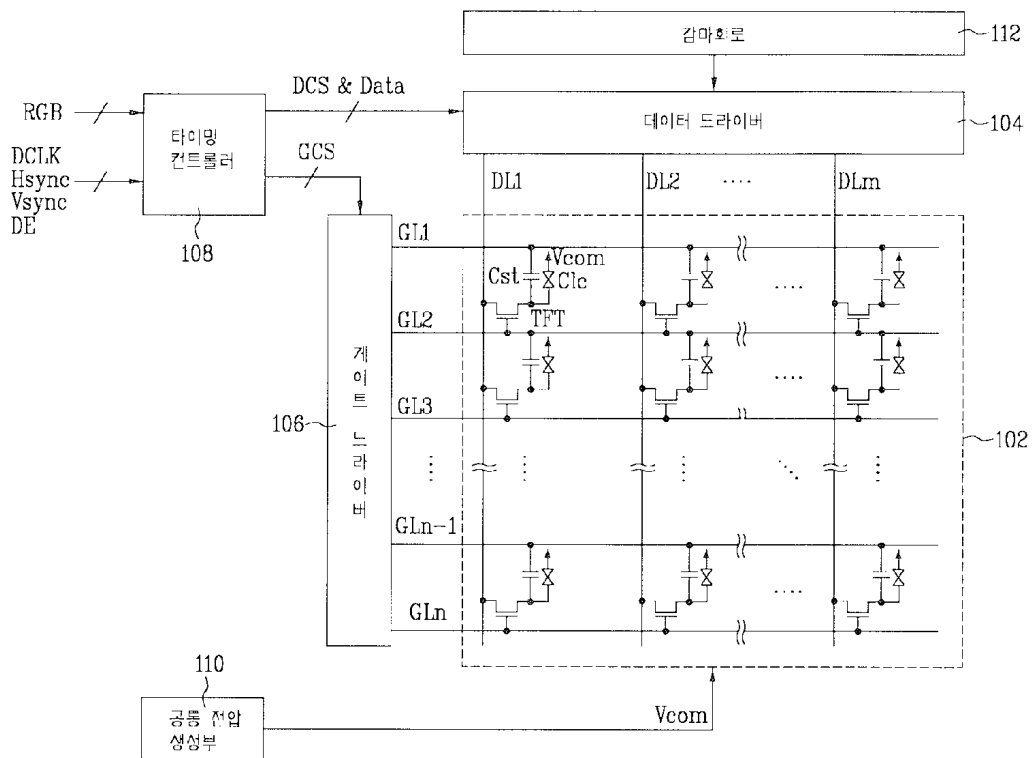 감마회로
112
DCS & Data
RGB
타이밍
컨트롤러
데이터 드라이버
104
DCLK
Hsync
Vsync
DE
GCS
108
DL1
DL2
....
DLm
GL1
Vcom
Cst
Clc
....
TFT
GL2
....
게이트 드라이버
106
GL3
102
GLn-1
....
GLn
110
공통 전압
생성부
Vcom